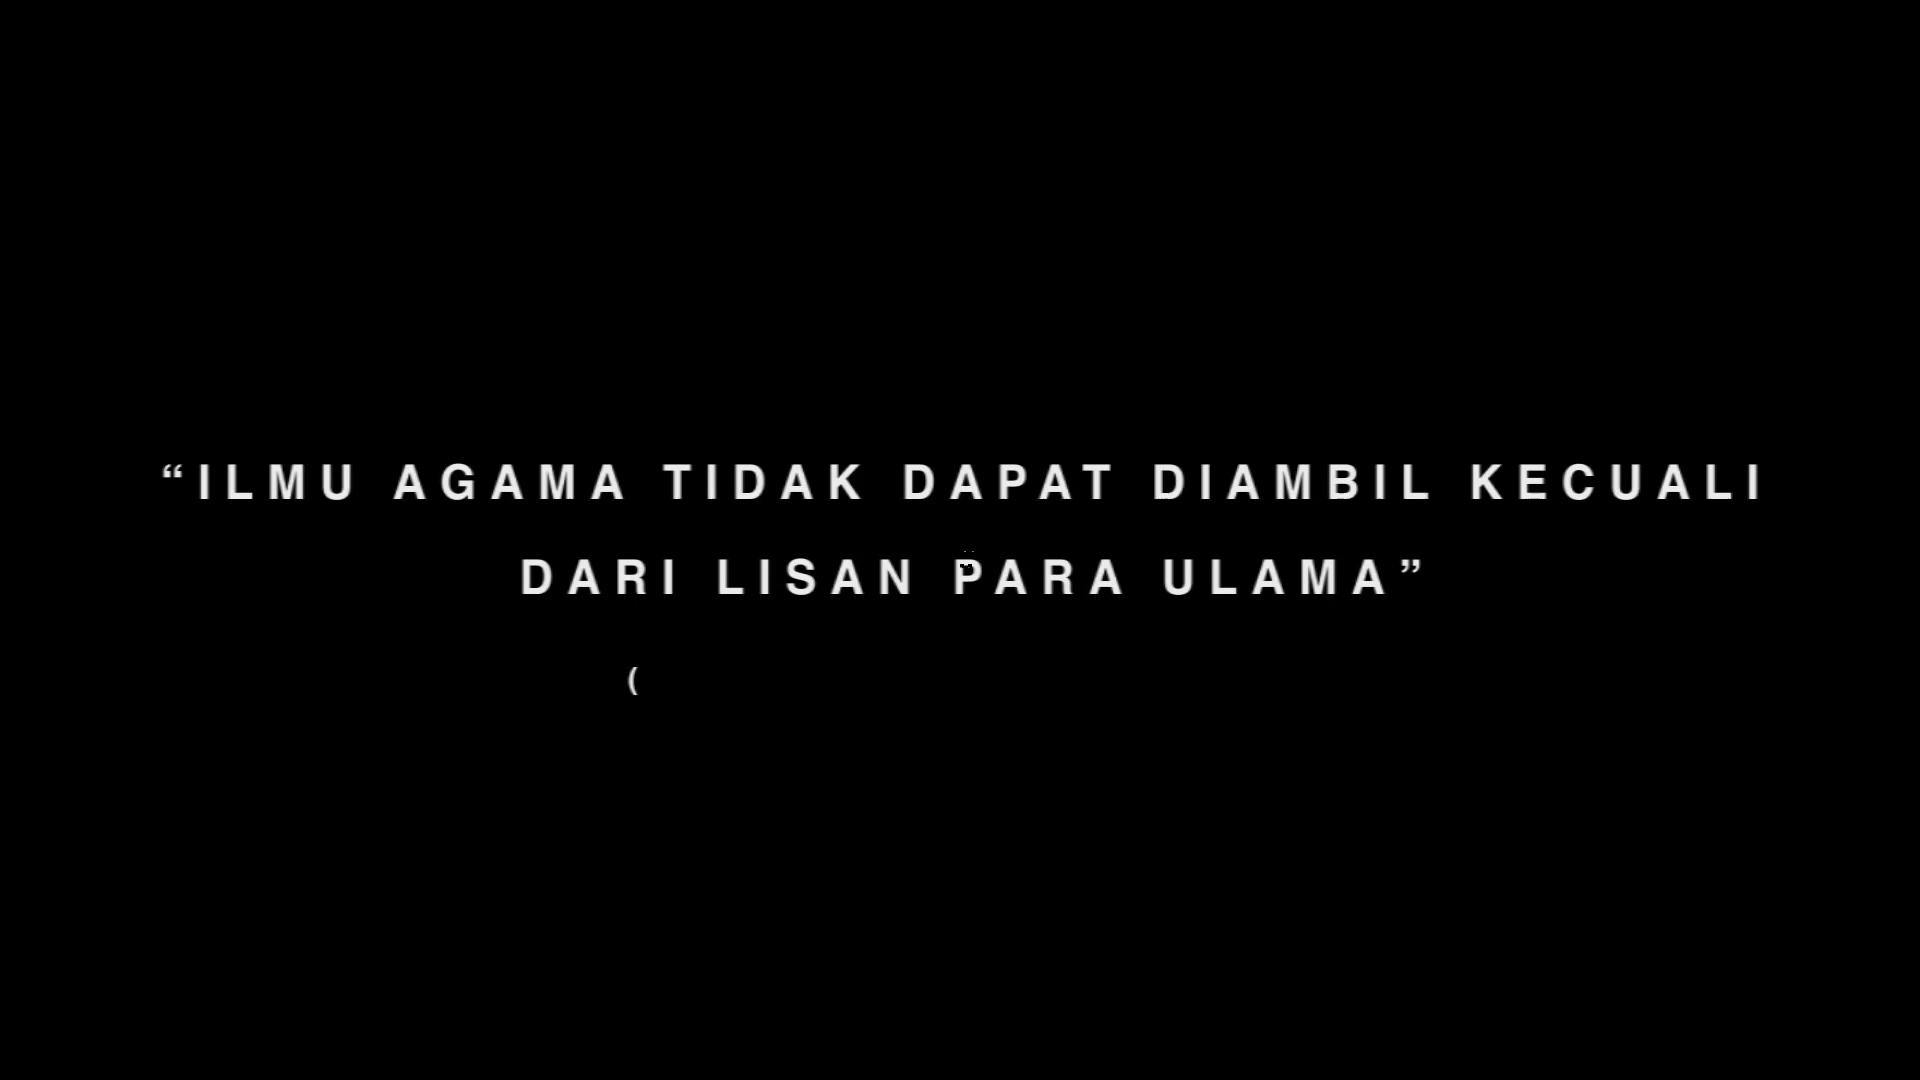 “ILMU AGAMA TIDAK DAPAT DIAMBIL KECUALI
DARI LISAN PARA ULAMA”
(